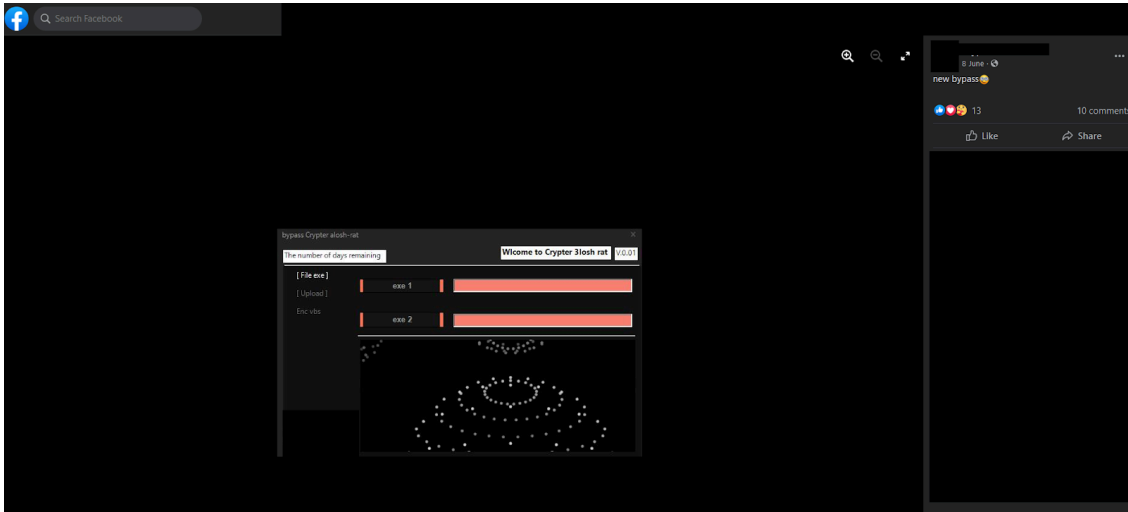 Search Facebook
8 June
new bypass
13
10 comments
Like
Share
bypass Crypter alosh-rat
The number of days remaining
Wlcome to Crypter 3losh rat
V.0.01
[ File exe ]
[ Upload ]
Enc vbs
exe 1
exe 2